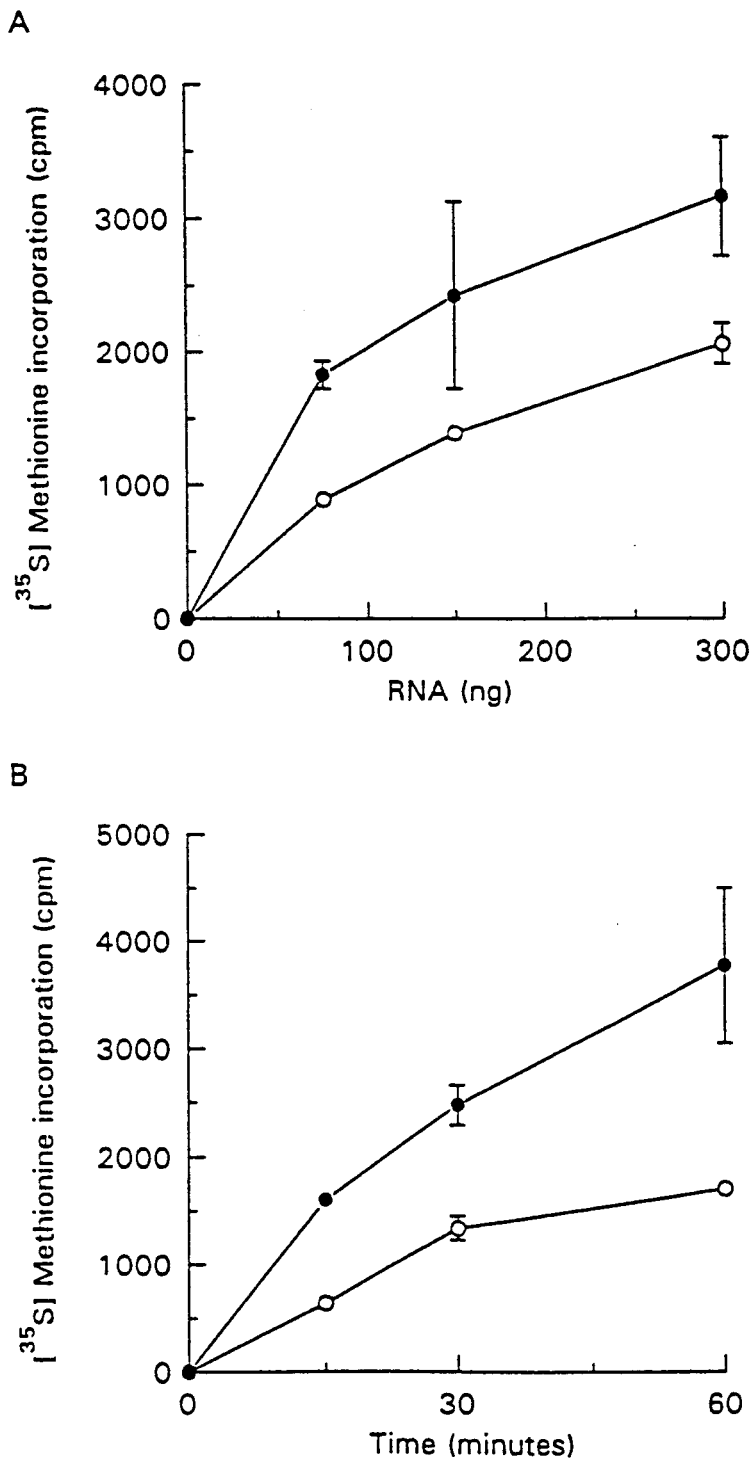 A
[35S] Methionine incorporation (cpm)
4000
3000
2000
1000
0
0 100 200 300
RNA (ng)
B
[35S] Methionine incorporation (cpm)
5000
4000
3000
2000
1000
0
0 30 60
Time (minutes)